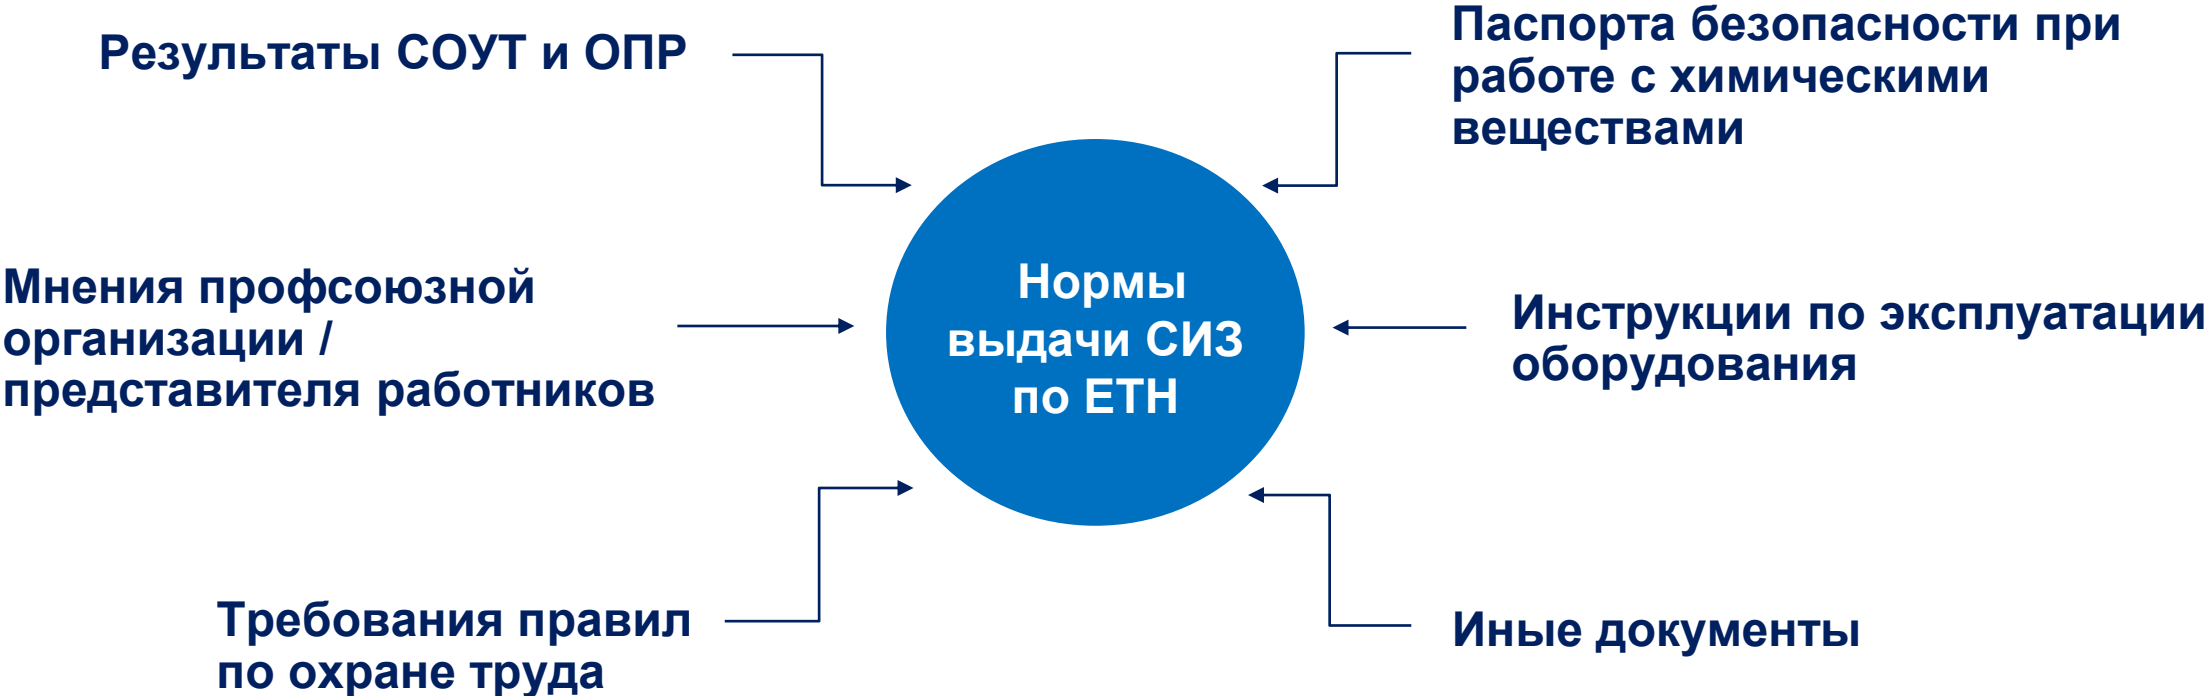 Результаты СОУТ и ОПР
Паспорта безопасности при
работе с химическими
веществами
Мнения профсоюзной
организации /
представителя работников
Нормы
выдачи СИЗ
по ЕТН
Инструкции по эксплуатации
оборудования
Требования правил
по охране труда
Иные документы